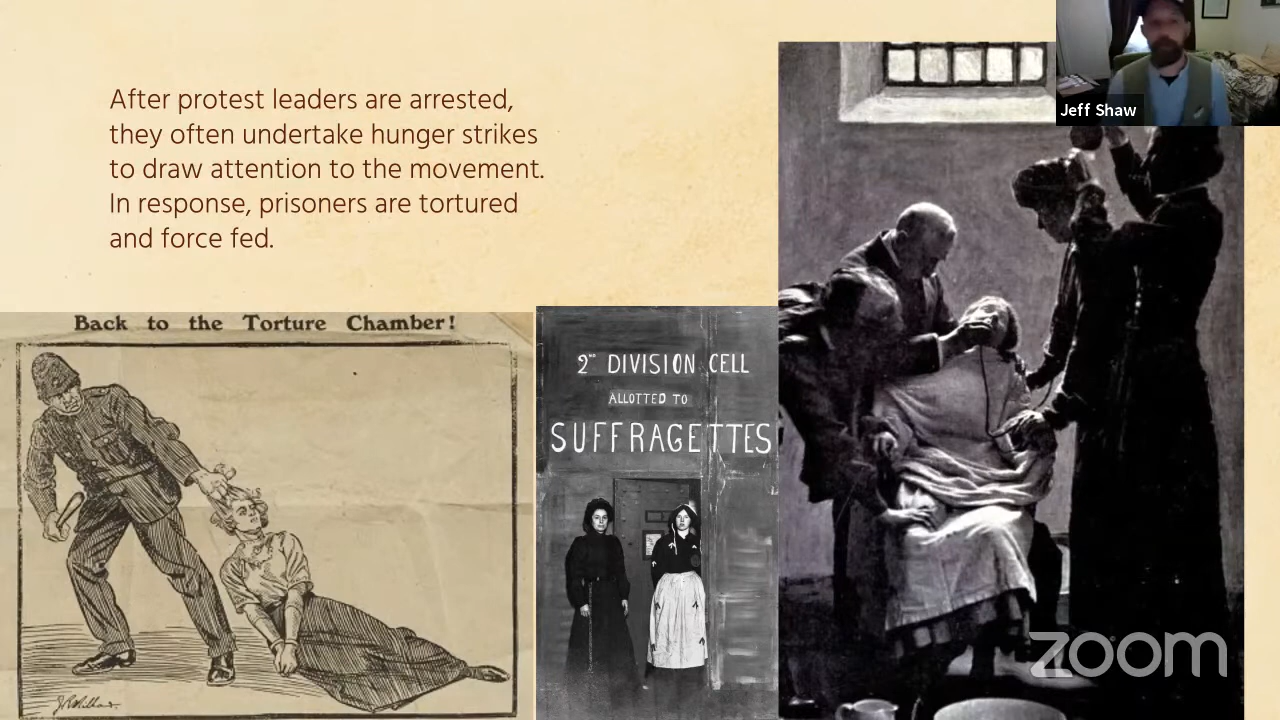 After protest leaders are arrested,
they often undertake hunger strikes
to draw attention to the movement.
In response, prisoners are tortured
and force fed.
Jeff Shaw
Back to the Torture Chamber!
2ND DIVISION CELL
ALLOTTED TO
SUFFRAGETTES
zoom